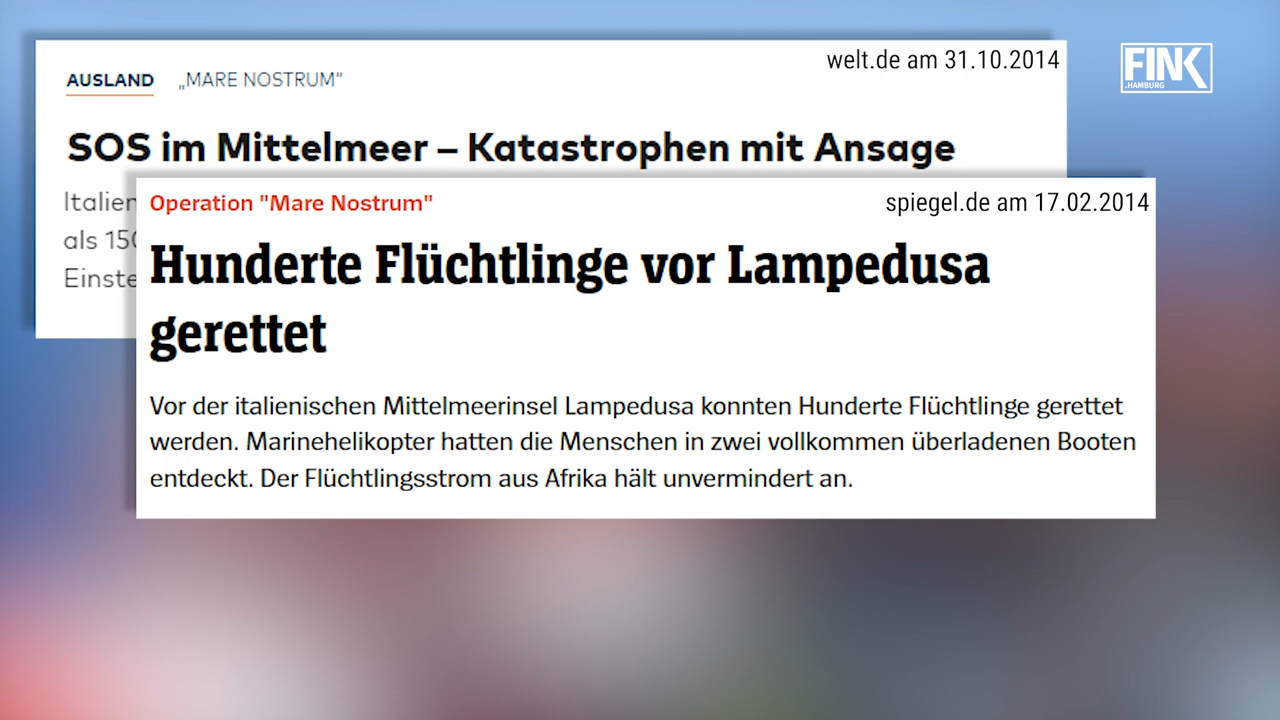 welt.de am 31.10.2014
AUSLAND „MARE NOSTRUM“
SOS im Mittelmeer – Katastrophen mit Ansage
Italien
als
FINK
.HAMBURG
Operation "Mare Nostrum"
spiegel.de am 17.02.2014
Hunderte Flüchtlinge vor Lampedusa
gerettet
Vor der italienischen Mittelmeerinsel Lampedusa konnten Hunderte Flüchtlinge gerettet
werden. Marinehelikopter hatten die Menschen in zwei vollkommen überladenen Booten
entdeckt. Der Flüchtlingsstrom aus Afrika hält unvermindert an.